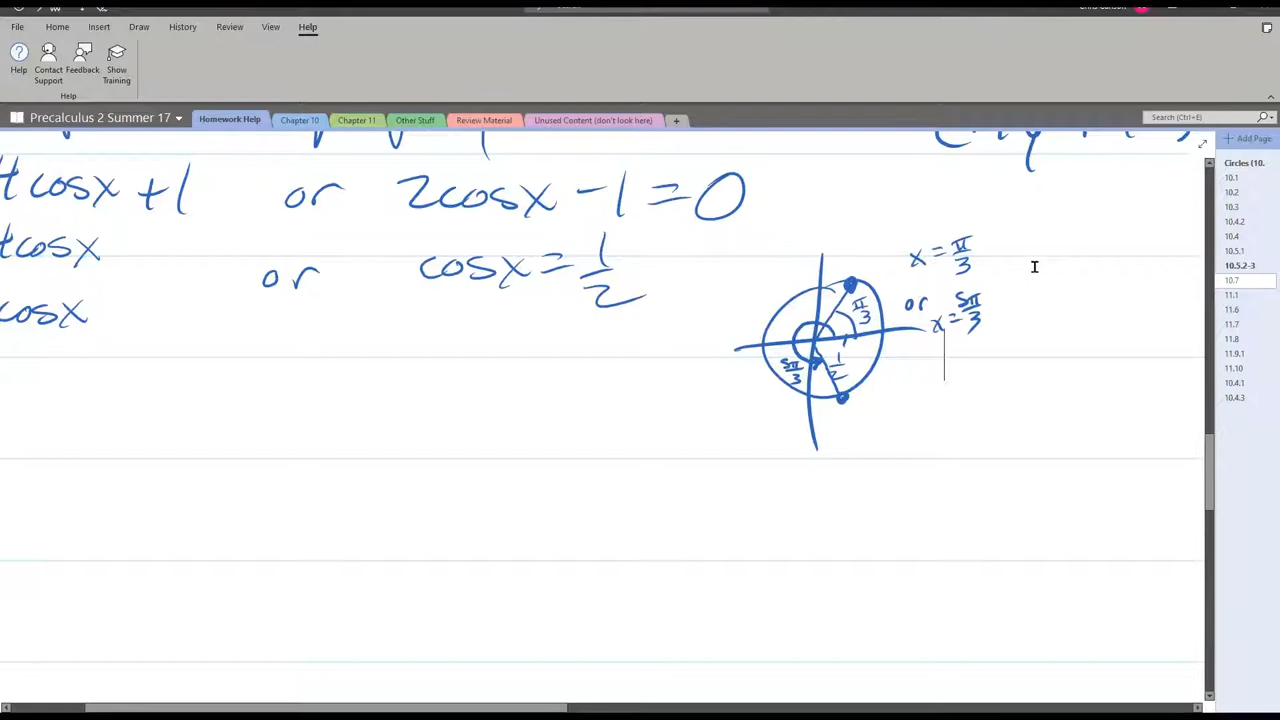 File Home Insert Draw History Review View Help
Help Contact Support Feedback Show Training
Help
Precalculus 2 Summer 17 Homework Help Chapter 10 Chapter 11 Other Stuff Review Material Unused Content (don't look here) + Search (Ctrl+E)
Add Page
Circles (10.
10.1
10.2
10.3
10.4.2
10.4
10.5.1
10.5.2-3
10.7
11.1
11.6
11.7
11.8
11.9.1
11.10
10.4.1
10.4.3
cosx +1 or 2cosx -1 = 0
cosx or cosx = 1/2
cosx
x = π/3
or x = 5π/3
π/3
5π/3
1/2